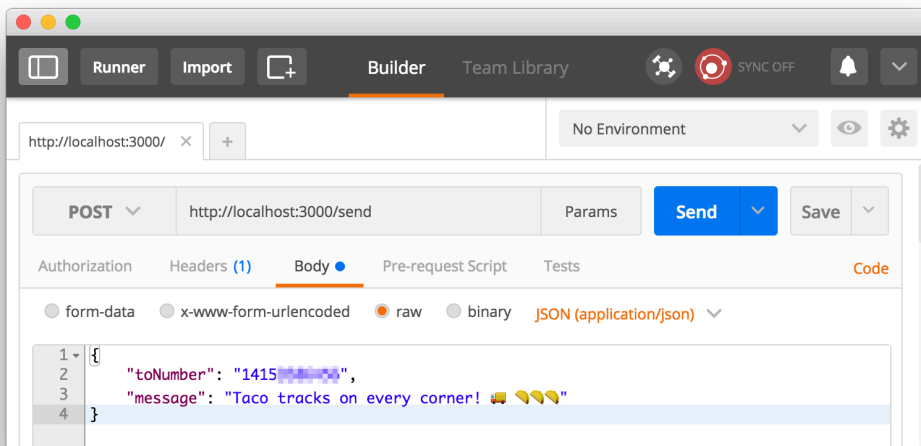 Runner Import Builder Team Library SYNC OFF
http://localhost:3000/ No Environment
POST http://localhost:3000/send Params Send Save
Authorization Headers (1) Body Pre-request Script Tests Code
form-data x-www-form-urlencoded raw binary JSON (application/json)
1 {
2 "toNumber": "1415",
3 "message": "Taco tracks on every corner! 🚚 🌮🌮🌮"
4 }